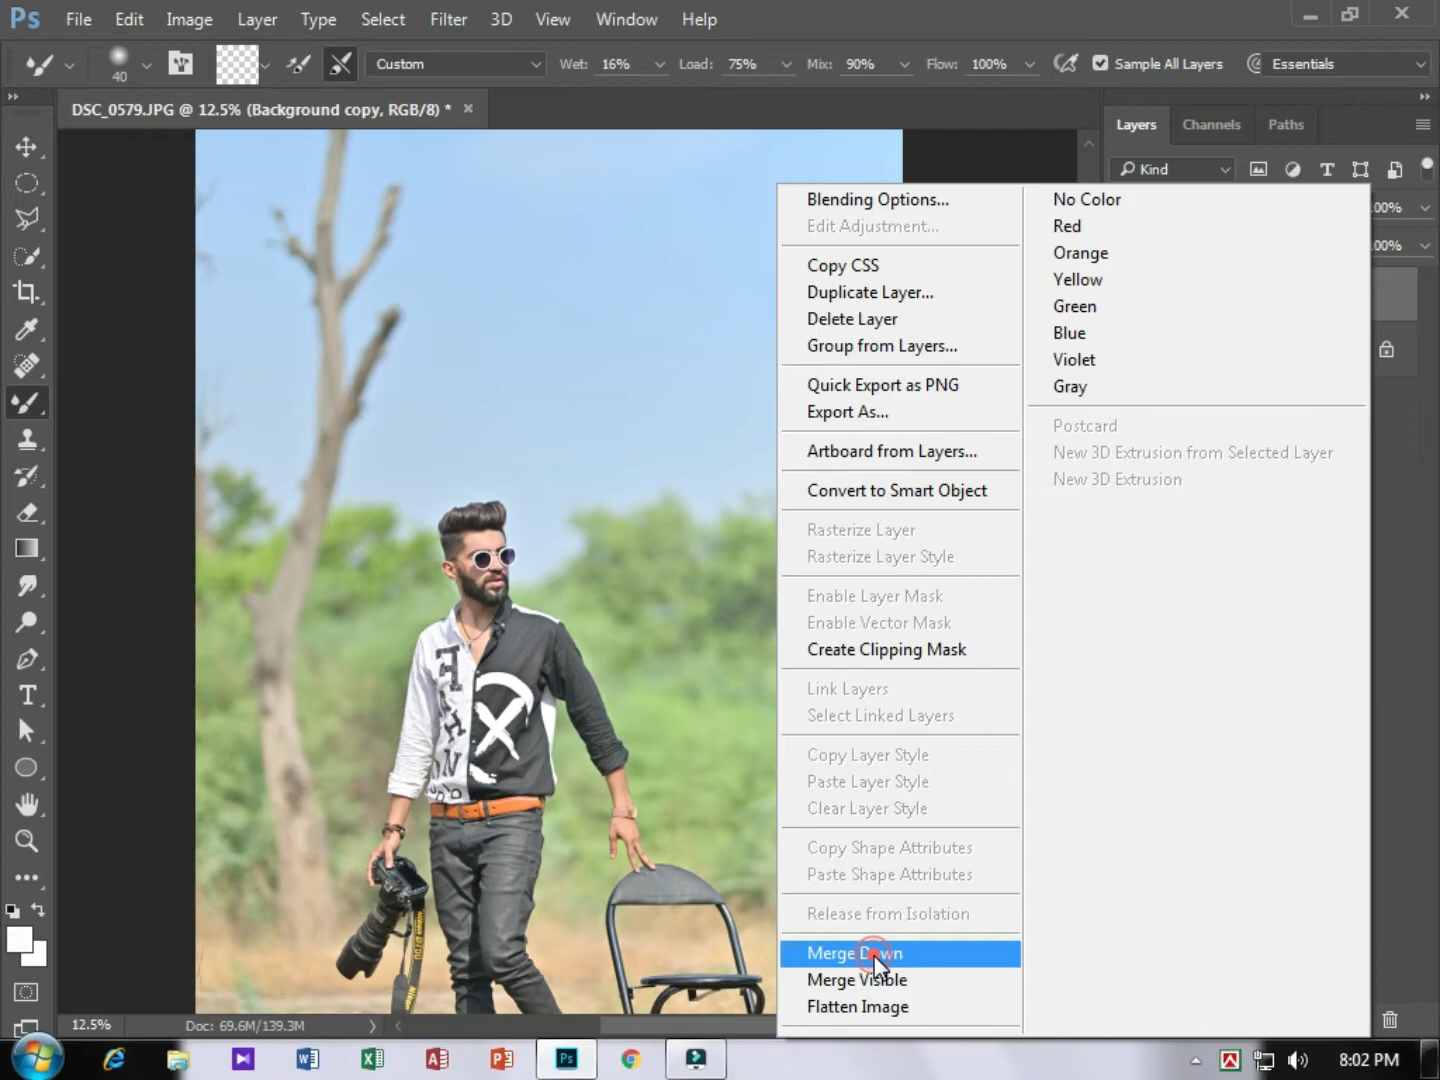 Ps File Edit Image Layer Type Select Filter 3D View Window Help
40 Custom Wet: 16% Load: 75% Mix: 90% Flow: 100% Sample All Layers Essentials
DSC_0579.JPG @ 12.5% (Background copy, RGB/8) *
Layers Channels Paths
Kind
100%
100%
Blending Options...
Edit Adjustment...
Copy CSS
Duplicate Layer...
Delete Layer
Group from Layers...
Quick Export as PNG
Export As...
Artboard from Layers...
Convert to Smart Object
Rasterize Layer
Rasterize Layer Style
Enable Layer Mask
Enable Vector Mask
Create Clipping Mask
Link Layers
Select Linked Layers
Copy Layer Style
Paste Layer Style
Clear Layer Style
Copy Shape Attributes
Paste Shape Attributes
Release from Isolation
Merge Down
Merge Visible
Flatten Image
No Color
Red
Orange
Yellow
Green
Blue
Violet
Gray
Postcard
New 3D Extrusion from Selected Layer
New 3D Extrusion
12.5% Doc: 69.6M/139.3M
8:02 PM